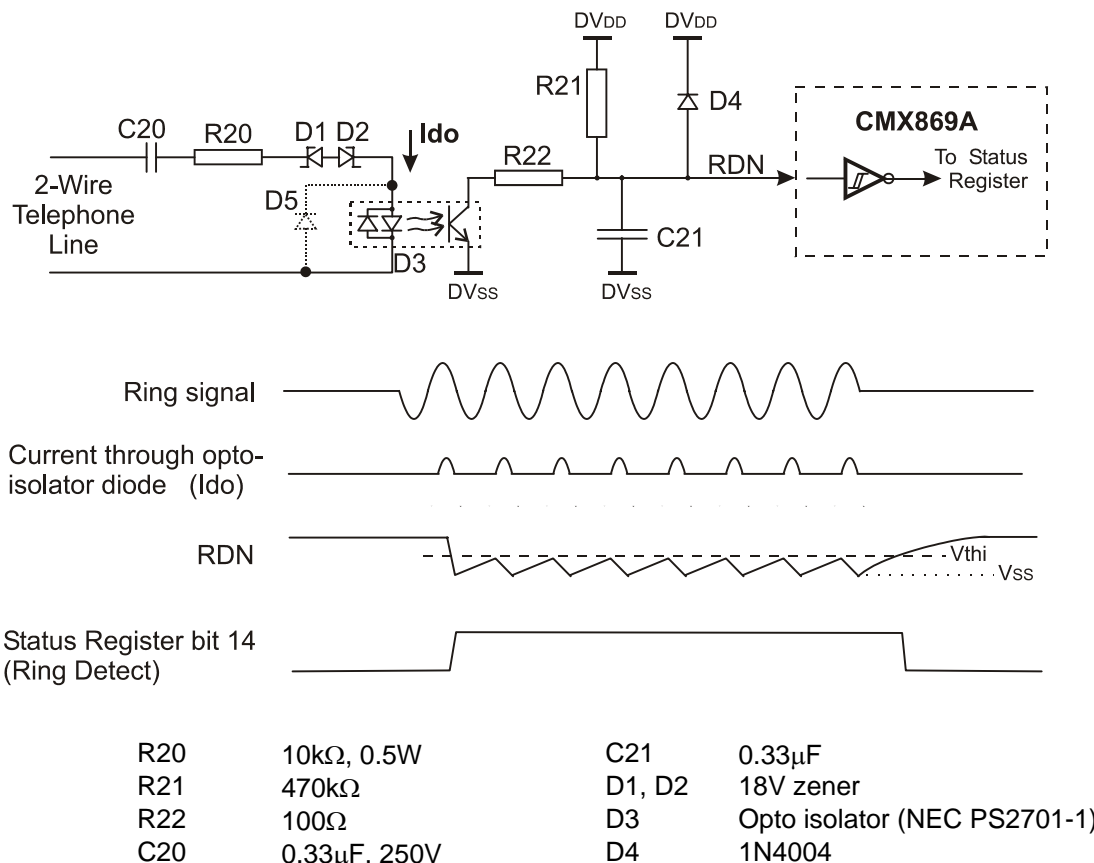 DVDD DVDD
R21
D4
CMX869A
C20 R20 D1 D2 Ido
R22 RDN To Status Register
2-Wire Telephone Line
D5
C21
D3
DVSS DVSS
Ring signal
Current through opto-
isolator diode (Ido)
RDN
Vthi
Vss
Status Register bit 14
(Ring Detect)
R20 10kΩ, 0.5W C21 0.33μF
R21 470kΩ D1, D2 18V zener
R22 100Ω D3 Opto isolator (NEC PS2701-1)
C20 0.33μF, 250V D4 1N4004